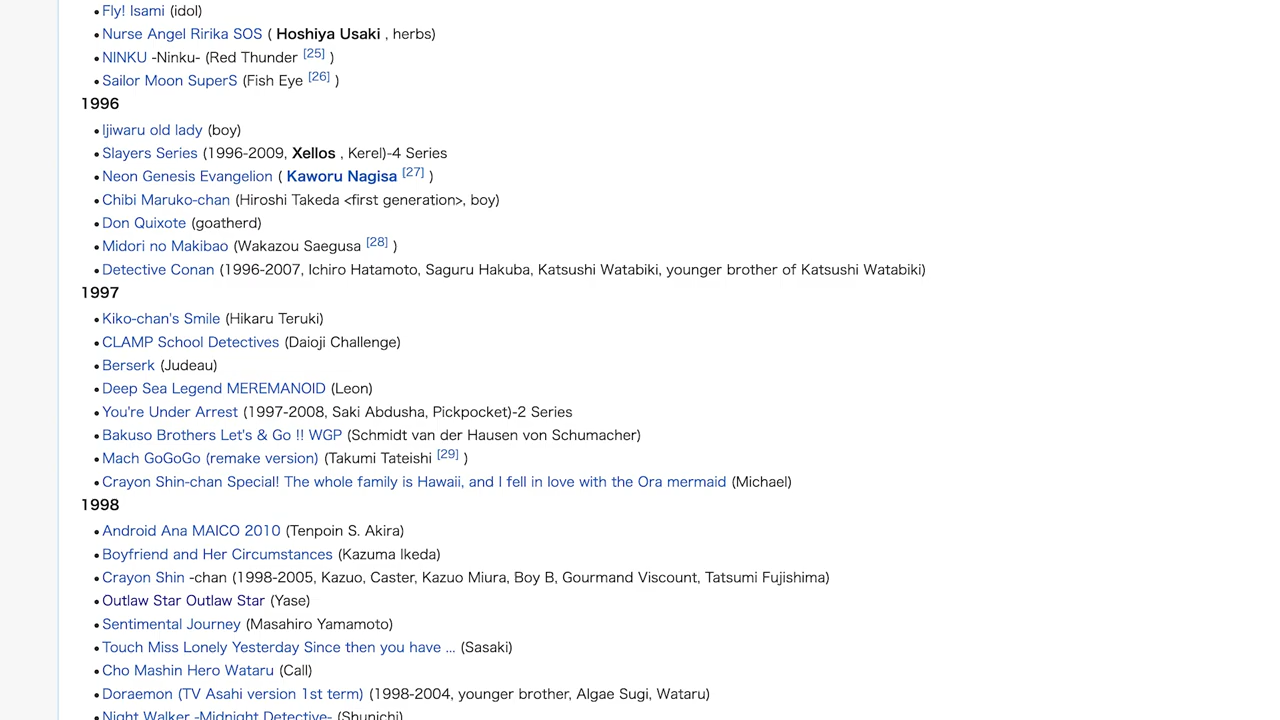 • Fly! Isami (idol)
• Nurse Angel Ririka SOS ( Hoshiya Usaki , herbs)
• NINKU -Ninku- (Red Thunder [25] )
• Sailor Moon SuperS (Fish Eye [26] )
1996
• Ijiwaru old lady (boy)
• Slayers Series (1996-2009, Xellos , Kerel)-4 Series
• Neon Genesis Evangelion ( Kaworu Nagisa [27] )
• Chibi Maruko-chan (Hiroshi Takeda <first generation>, boy)
• Don Quixote (goatherd)
• Midori no Makibao (Wakazou Saegusa [28] )
• Detective Conan (1996-2007, Ichiro Hatamoto, Saguru Hakuba, Katsushi Watabiki, younger brother of Katsushi Watabiki)
1997
• Kiko-chan's Smile (Hikaru Teruki)
• CLAMP School Detectives (Daioji Challenge)
• Berserk (Judeau)
• Deep Sea Legend MEREMANOID (Leon)
• You're Under Arrest (1997-2008, Saki Abdusha, Pickpocket)-2 Series
• Bakuso Brothers Let's & Go !! WGP (Schmidt van der Hausen von Schumacher)
• Mach GoGoGo (remake version) (Takumi Tateishi [29] )
• Crayon Shin-chan Special! The whole family is Hawaii, and I fell in love with the Ora mermaid (Michael)
1998
• Android Ana MAICO 2010 (Tenpoin S. Akira)
• Boyfriend and Her Circumstances (Kazuma Ikeda)
• Crayon Shin -chan (1998-2005, Kazuo, Caster, Kazuo Miura, Boy B, Gourmand Viscount, Tatsumi Fujishima)
• Outlaw Star Outlaw Star (Yase)
• Sentimental Journey (Masahiro Yamamoto)
• Touch Miss Lonely Yesterday Since then you have ... (Sasaki)
• Cho Mashin Hero Wataru (Call)
• Doraemon (TV Asahi version 1st term) (1998-2004, younger brother, Algae Sugi, Wataru)
• Night Walker -Midnight Detective- (Shunichi)